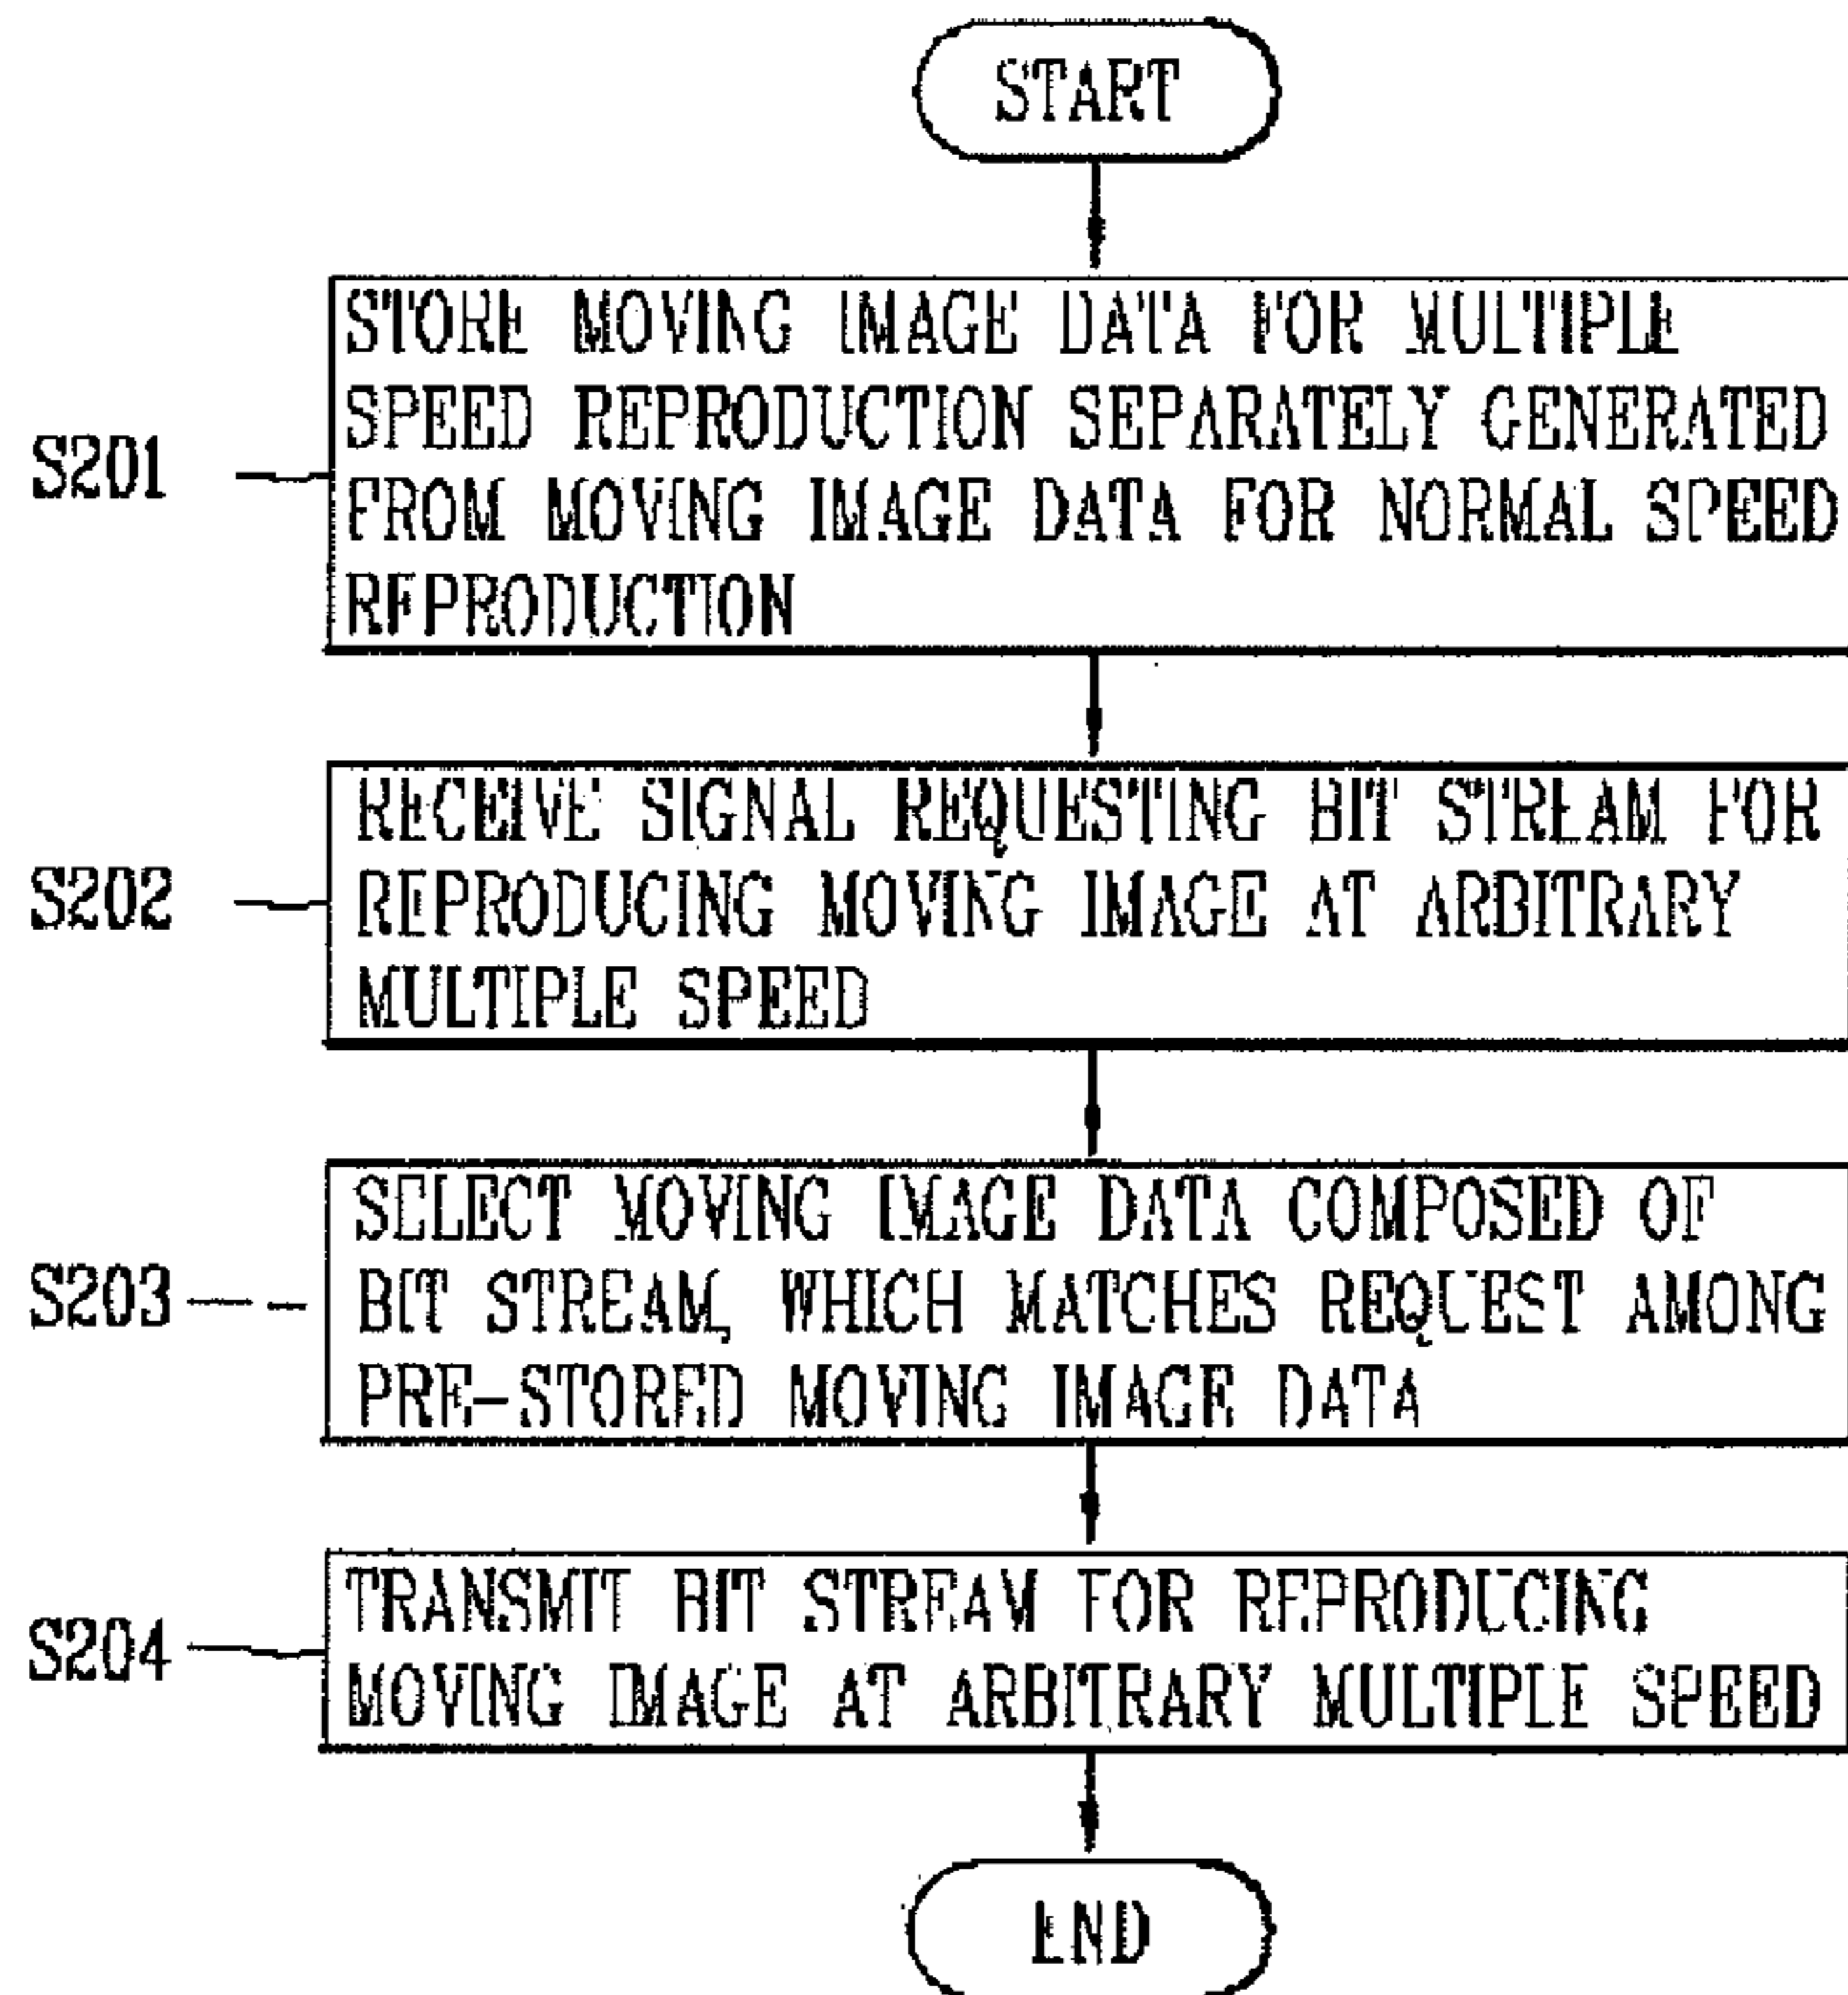 START
S201
STORE MOVING IMAGE DATA FOR MULTIPLE
SPEED REPRODUCTION SEPARATELY GENERATED
FROM MOVING IMAGE DATA FOR NORMAL SPEED
REPRODUCTION
S202
RECEIVE SIGNAL REQUESTING BIT STREAM FOR
REPRODUCING MOVING IMAGE AT ARBITRARY
MULTIPLE SPEED
S203
SELECT MOVING IMAGE DATA COMPOSED OF
BIT STREAM, WHICH MATCHES REQUEST AMONG
PRE-STORED MOVING IMAGE DATA
S204
TRANSMIT BIT STREAM FOR REPRODUCING
MOVING IMAGE AT ARBITRARY MULTIPLE SPEED
END